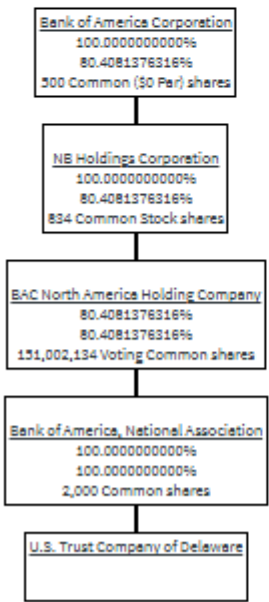 Bank of America Corporation
100.0000000000%
80.4081376316%
500 Common ($0 Par) shares
NB Holdings Corporation
100.0000000000%
80.4081376316%
834 Common Stock shares
BAC North America Holding Company
80.4081376316%
80.4081376316%
151,002,134 Voting Common shares
Bank of America, National Association
100.0000000000%
100.0000000000%
2,000 Common shares
U.S. Trust Company of Delaware